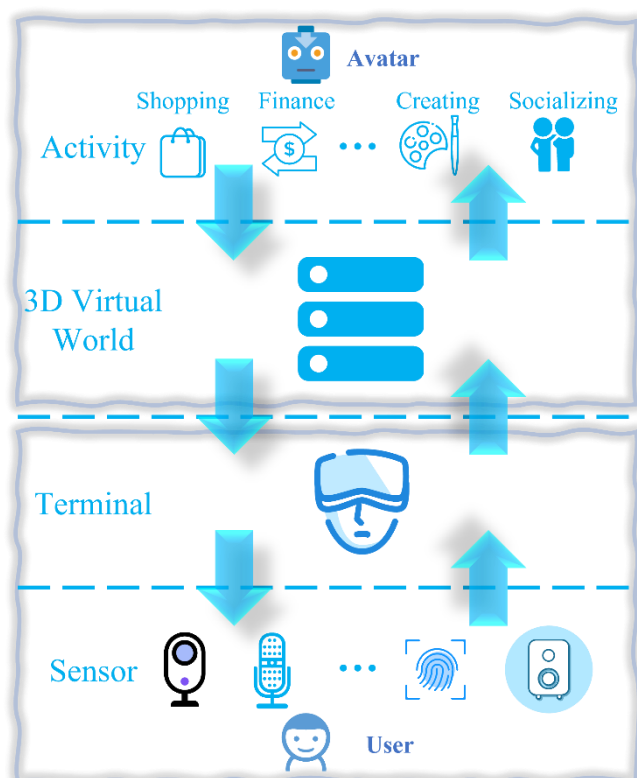 Avatar
Shopping Finance Creating Socializing
Activity
$
3D Virtual
World
Terminal
Sensor
User